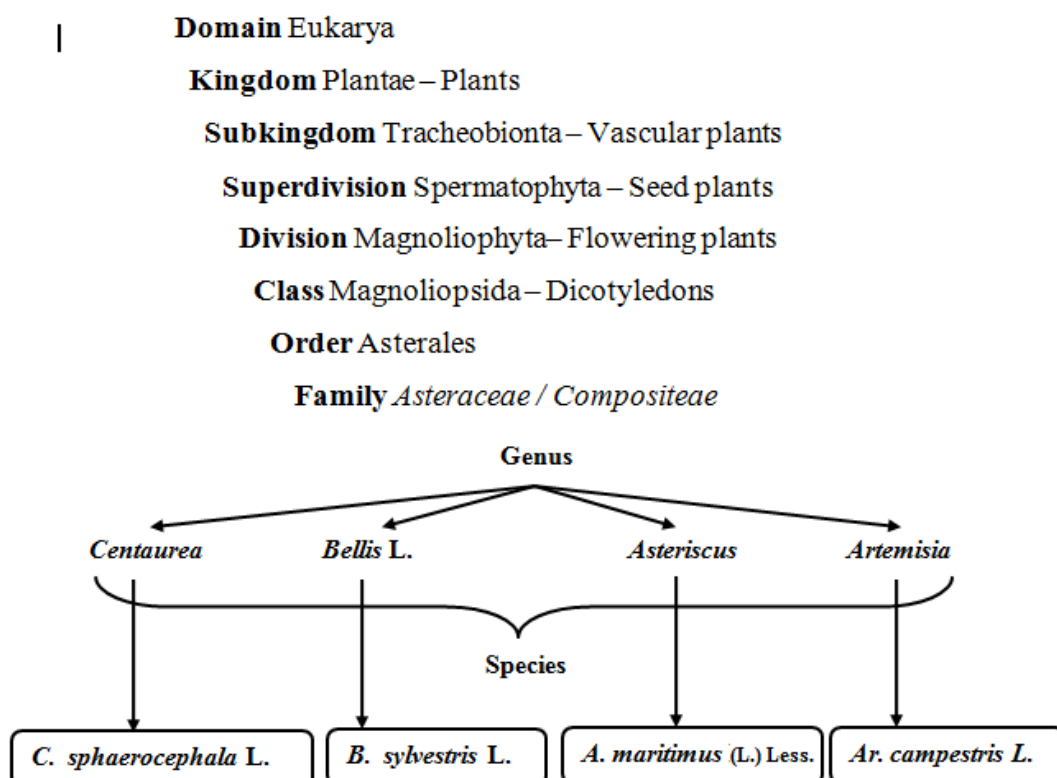 Domain Eukarya
Kingdom Plantae – Plants
Subkingdom Tracheobionta – Vascular plants
Superdivision Spermatophyta – Seed plants
Division Magnoliophyta– Flowering plants
Class Magnoliopsida – Dicotyledons
Order Asterales
Family Asteraceae / Compositeae
Genus
Centaurea Bellis L. Asteriscus Artemisia
Species
C. sphaerocephala L. B. sylvestris L. A. maritimus (L.) Less. Ar. campestris L.